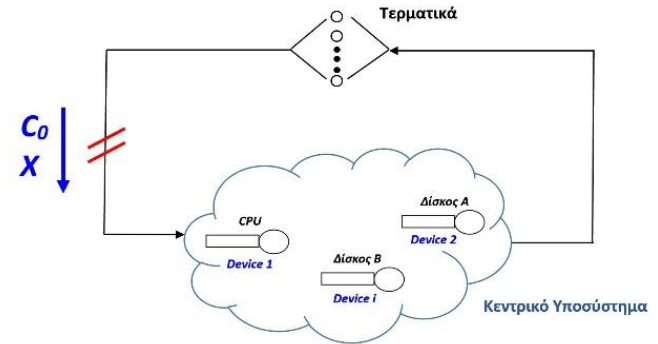 Τερματικά
C0
X
Δίσκος Α
CPU
Device 2
Device 1
Δίσκος Β
Device i
Κεντρικό Υποσύστημα